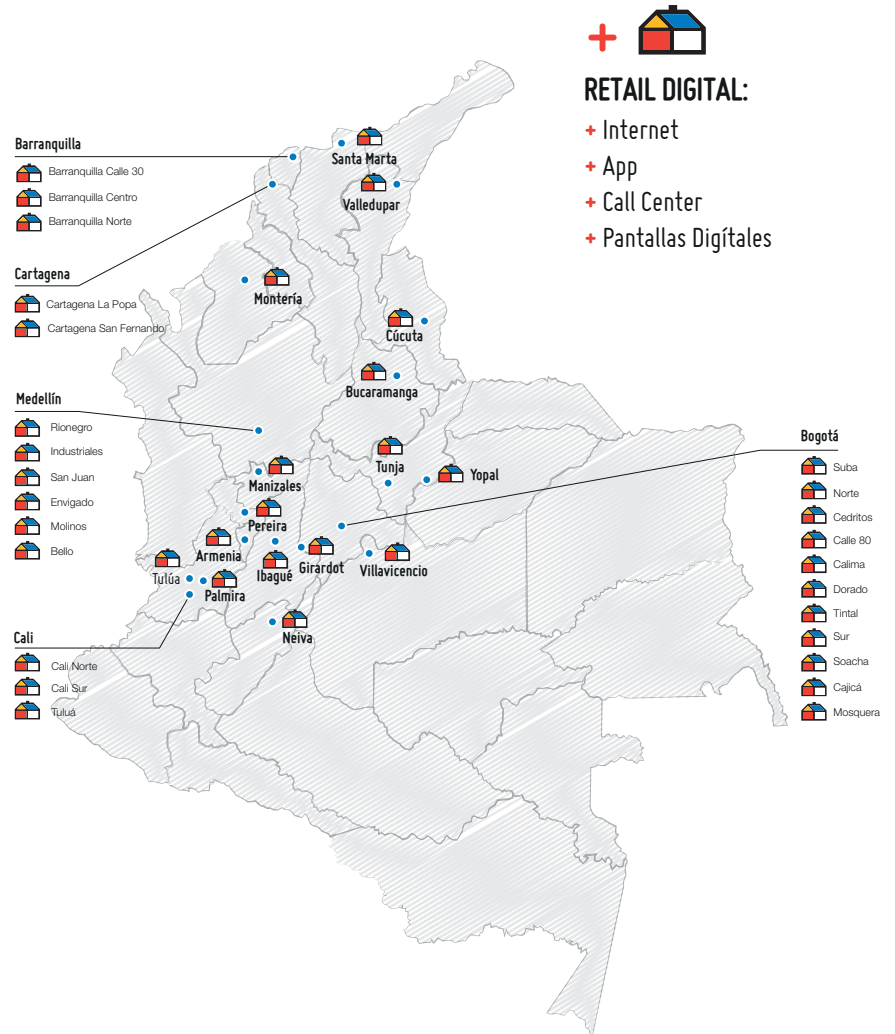 +
RETAIL DIGITAL:
+ Internet
+ App
+ Call Center
+ Pantallas Digítales
Barranquilla
Barranquilla Calle 30
Barranquilla Centro
Barranquilla Norte
Cartagena
Cartagena La Popa
Cartagena San Fernando
Medellín
Rionegro
Industriales
San Juan
Envigado
Molinos
Bello
Cali
Cali Norte
Cali Sur
Tuluá
Santa Marta
Valledupar
Montería
Cúcuta
Bucaramanga
Tunja
Yopal
Manizales
Pereira
Armenia
Ibagué
Girardot
Villavicencio
Tulúa
Palmira
Neiva
Bogotá
Suba
Norte
Cedritos
Calle 80
Calima
Dorado
Tintal
Sur
Soacha
Cajicá
Mosquera